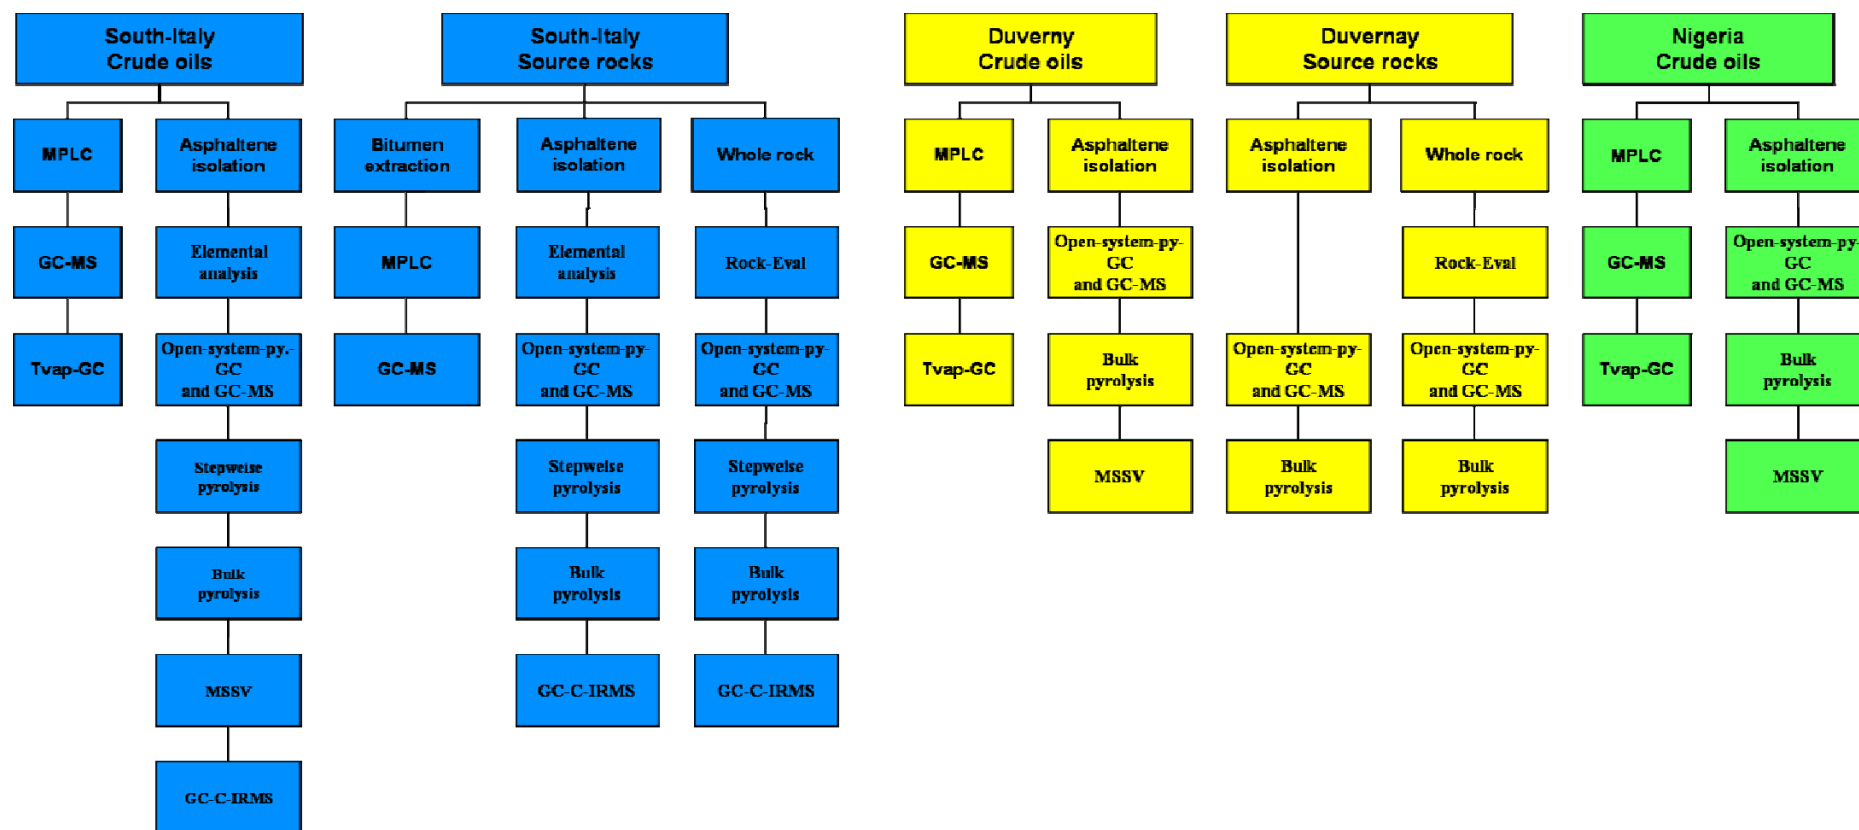 South-Italy
Crude oils
South-Italy
Source rocks
Duverny
Crude oils
Duvernay
Source rocks
Nigeria
Crude oils
MPLC
Asphaltene
isolation
Bitumen
extraction
Asphaltene
isolation
Whole rock
MPLC
Asphaltene
isolation
Asphaltene
isolation
Whole rock
MPLC
Asphaltene
isolation
GC-MS
Elemental
analysis
MPLC
Elemental
analysis
Rock-Eval
GC-MS
Open-system-py-
GC
and GC-MS
Rock-Eval
GC-MS
Open-system-py-
GC
and GC-MS
Tvap-GC
Open-system-py.-
GC
and GC-MS
GC-MS
Open-system-py-
GC
and GC-MS
Open-system-py-
GC
and GC-MS
Tvap-GC
Bulk
pyrolysis
Open-system-py-
GC
and GC-MS
Open-system-py-
GC
and GC-MS
Tvap-GC
Bulk
pyrolysis
Stepweise
pyrolysis
Stepweise
pyrolysis
Stepweise
pyrolysis
MSSV
Bulk
pyrolysis
Bulk
pyrolysis
MSSV
Bulk
pyrolysis
Bulk
pyrolysis
Bulk
pyrolysis
MSSV
GC-C-IRMS
GC-C-IRMS
GC-C-IRMS